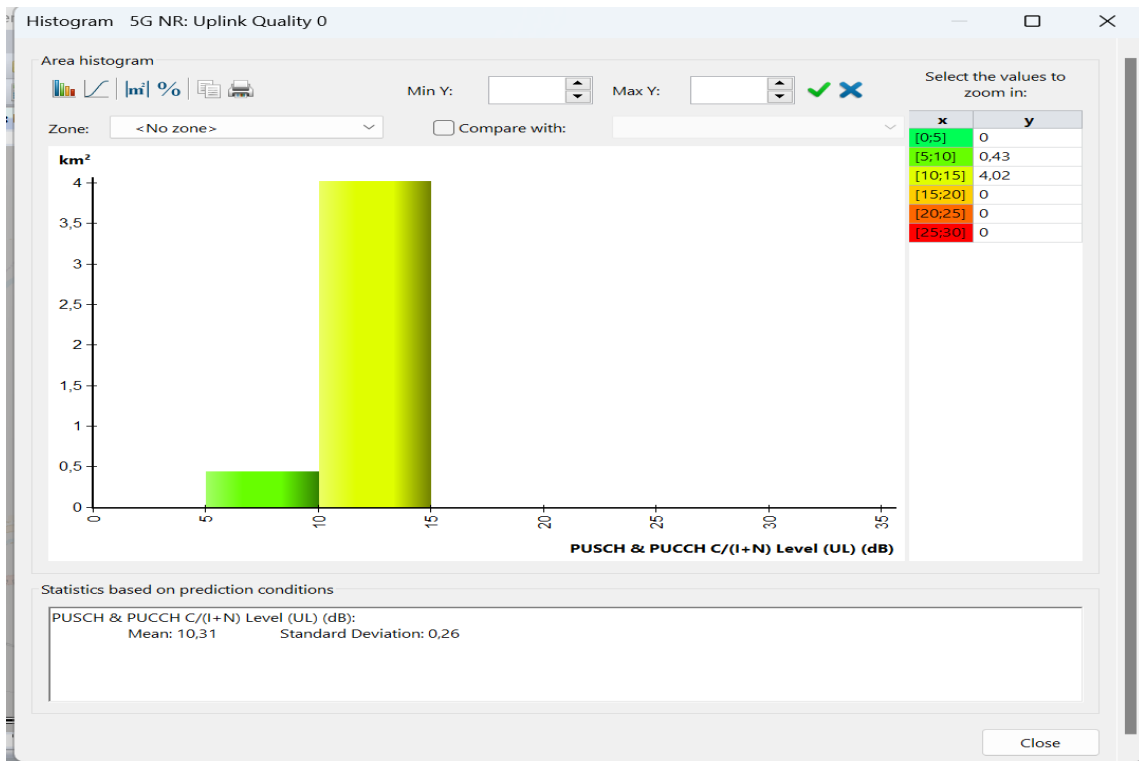 Histogram 5G NR: Uplink Quality 0
Area histogram
|m²| %
Min Y:
Max Y:
Select the values to
zoom in:
Zone: <No zone>
Compare with:
x y
[0;5] 0
[5;10] 0,43
[10;15] 4,02
[15;20] 0
[20;25] 0
[25;30] 0
km²
4
3,5
3
2,5
2
1,5
1
0,5
0
0 5 10 15 20 25 30 35
PUSCH & PUCCH C/(I+N) Level (UL) (dB)
Statistics based on prediction conditions
PUSCH & PUCCH C/(I+N) Level (UL) (dB):
Mean: 10,31 Standard Deviation: 0,26
Close